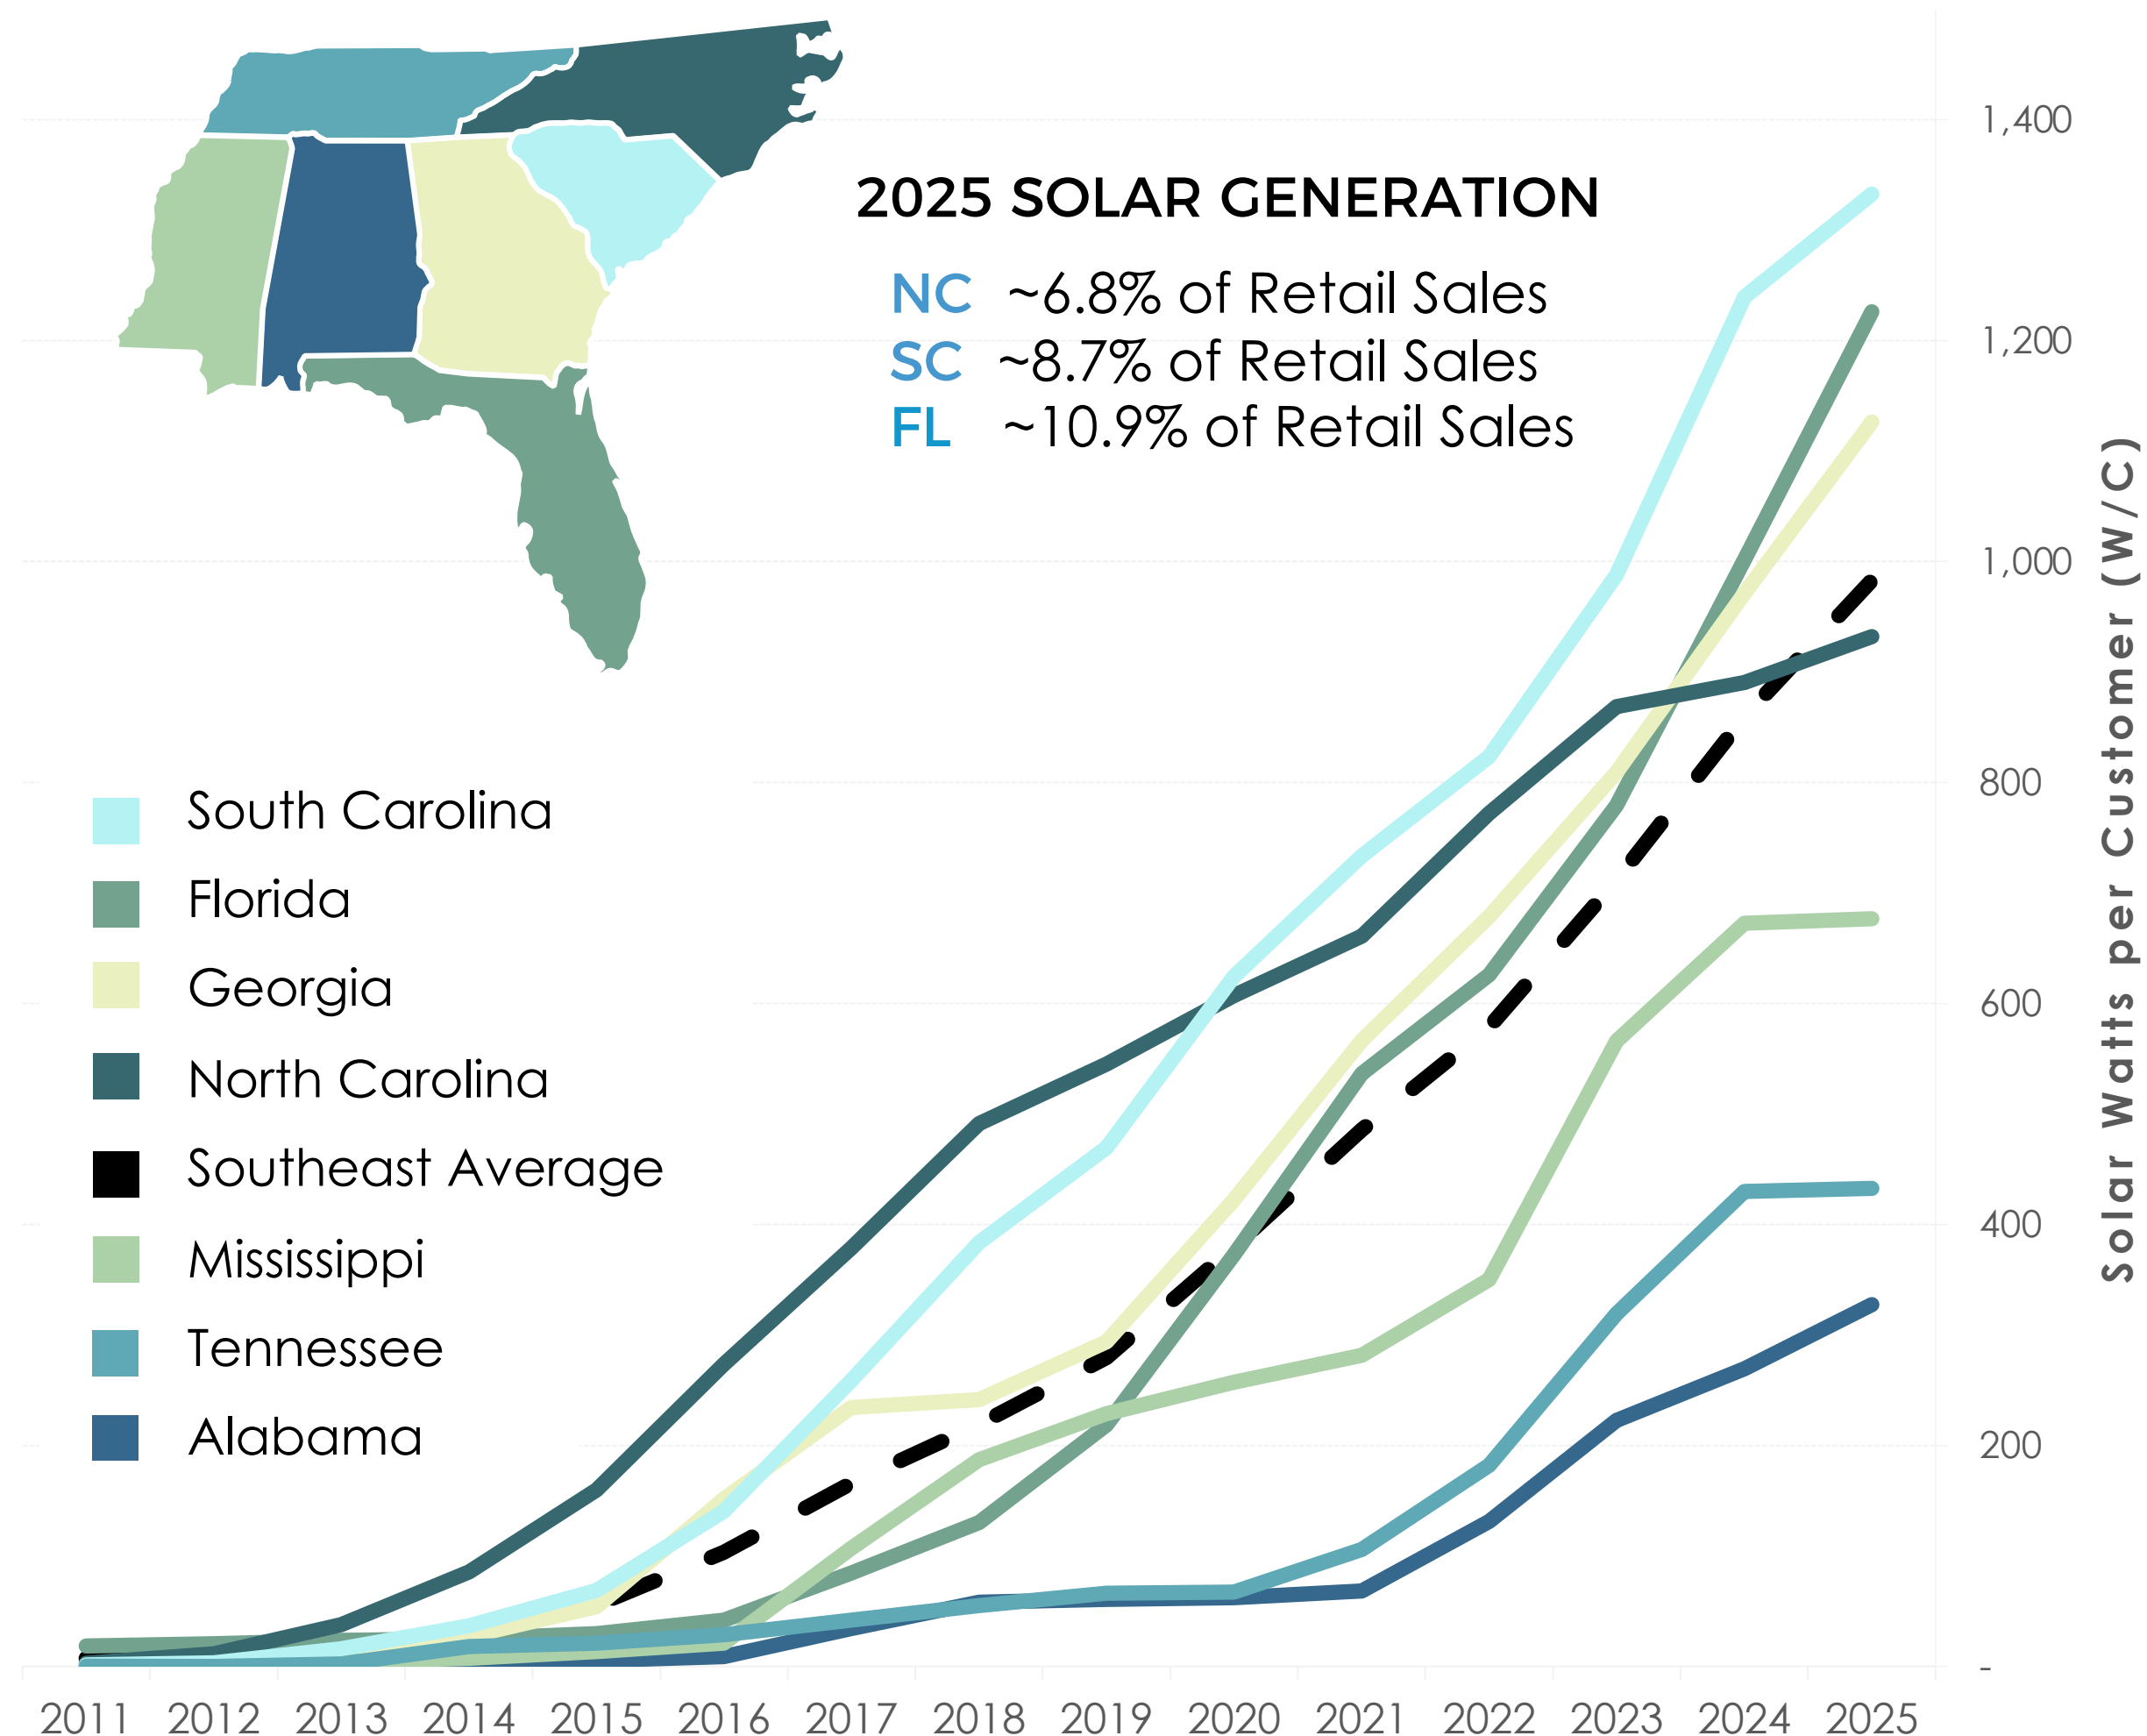 2025 SOLAR GENERATION
NC ~6.8% of Retail Sales
SC ~8.7% of Retail Sales
FL ~10.9% of Retail Sales
South Carolina
Florida
Georgia
North Carolina
Southeast Average
Mississippi
Tennessee
Alabama
1,400
1,200
1,000
800
600
400
200
-
Solar Watts per Customer (W/C)
2011 2012 2013 2014 2015 2016 2017 2018 2019 2020 2021 2022 2023 2024 2025